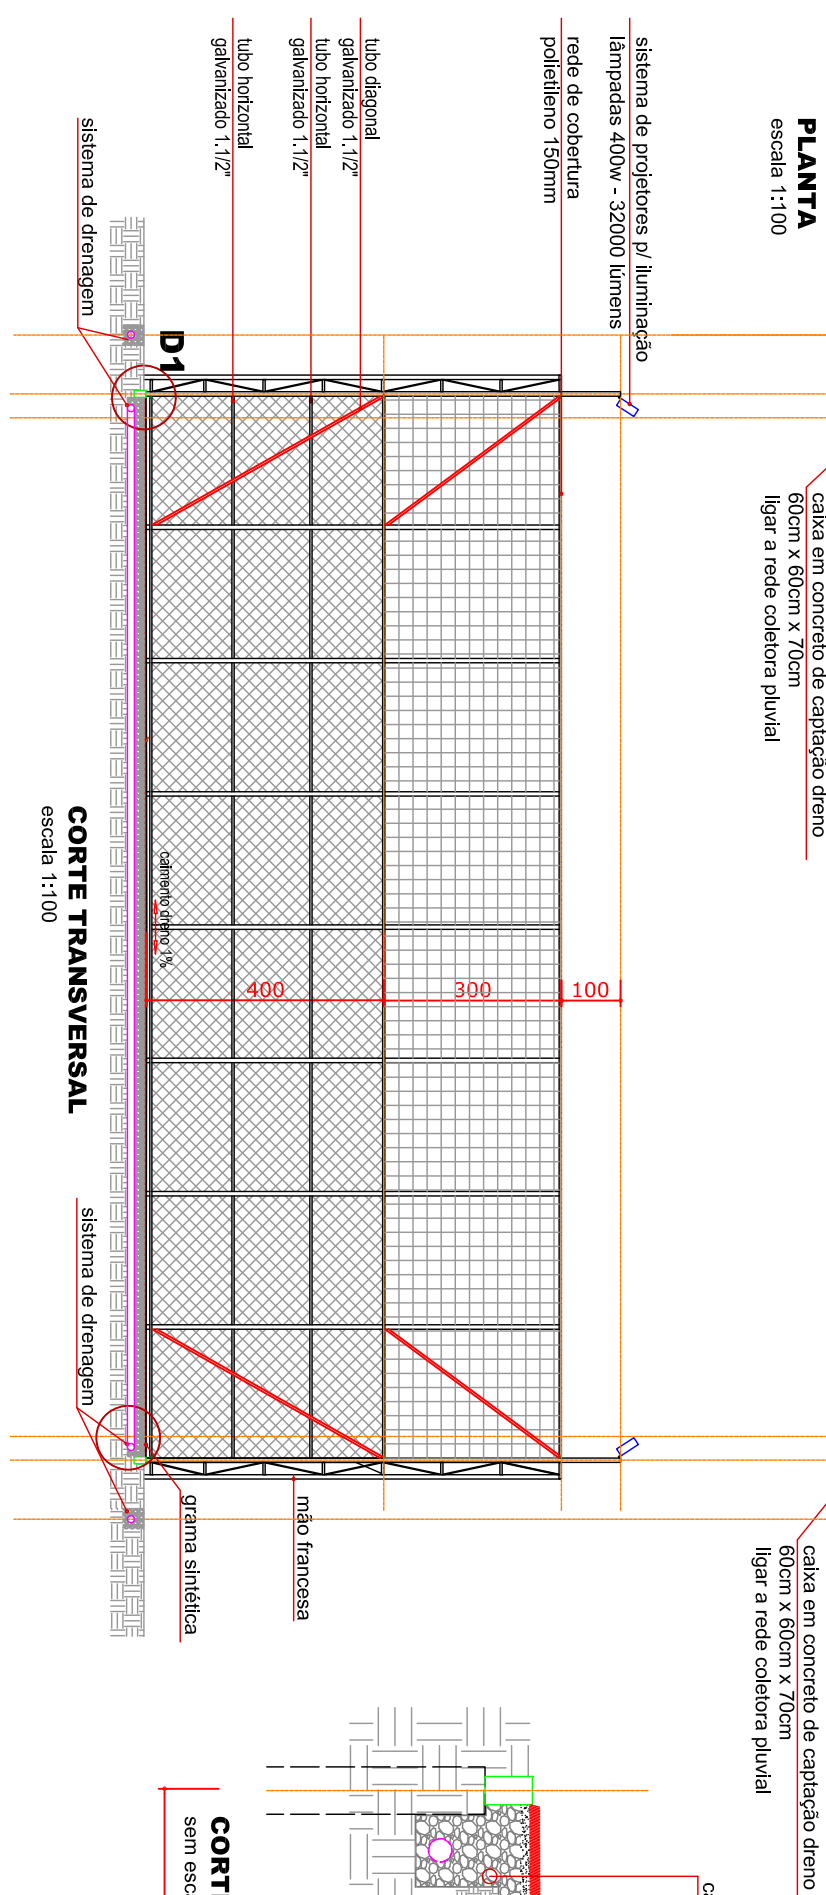 PLANTA
escala 1:100
sistema de projetores p/ iluminação
lâmpadas 400w - 32000 lúmens
rede de cobertura
polietileno 150mm
tubo diagonal
galvanizado 1.1/2"
tubo horizontal
galvanizado 1.1/2"
tubo horizontal
galvanizado 1.1/2"
sistema de drenagem
D1
caixa em concreto de captação dreno
60cm x 60cm x 70cm
ligar a rede coletora pluvial
caimento dreno 1%
400
300
100
CORTE TRANSVERSAL
escala 1:100
sistema de drenagem
grama sintética
mão francesa
caixa em concreto de captação dreno
60cm x 60cm x 70cm
ligar a rede coletora pluvial
CORT
sem esc